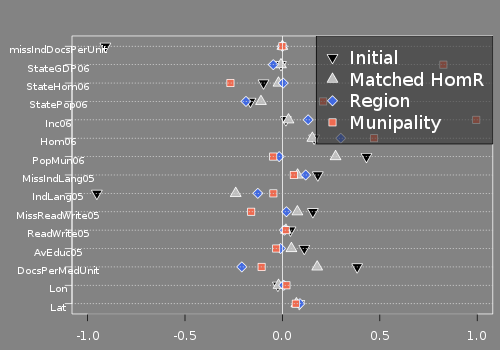 missIndDocsPerUnit
StateGDP06
StateHom06
StatePop06
Inc06
Hom06
PopMun06
MissIndLang05
IndLang05
MissReadWrite05
ReadWrite05
AvEduc05
DocsPerMedUnit
Lon
Lat
Initial
Matched HomR
Region
Munipality
-1.0 -0.5 0.0 0.5 1.0